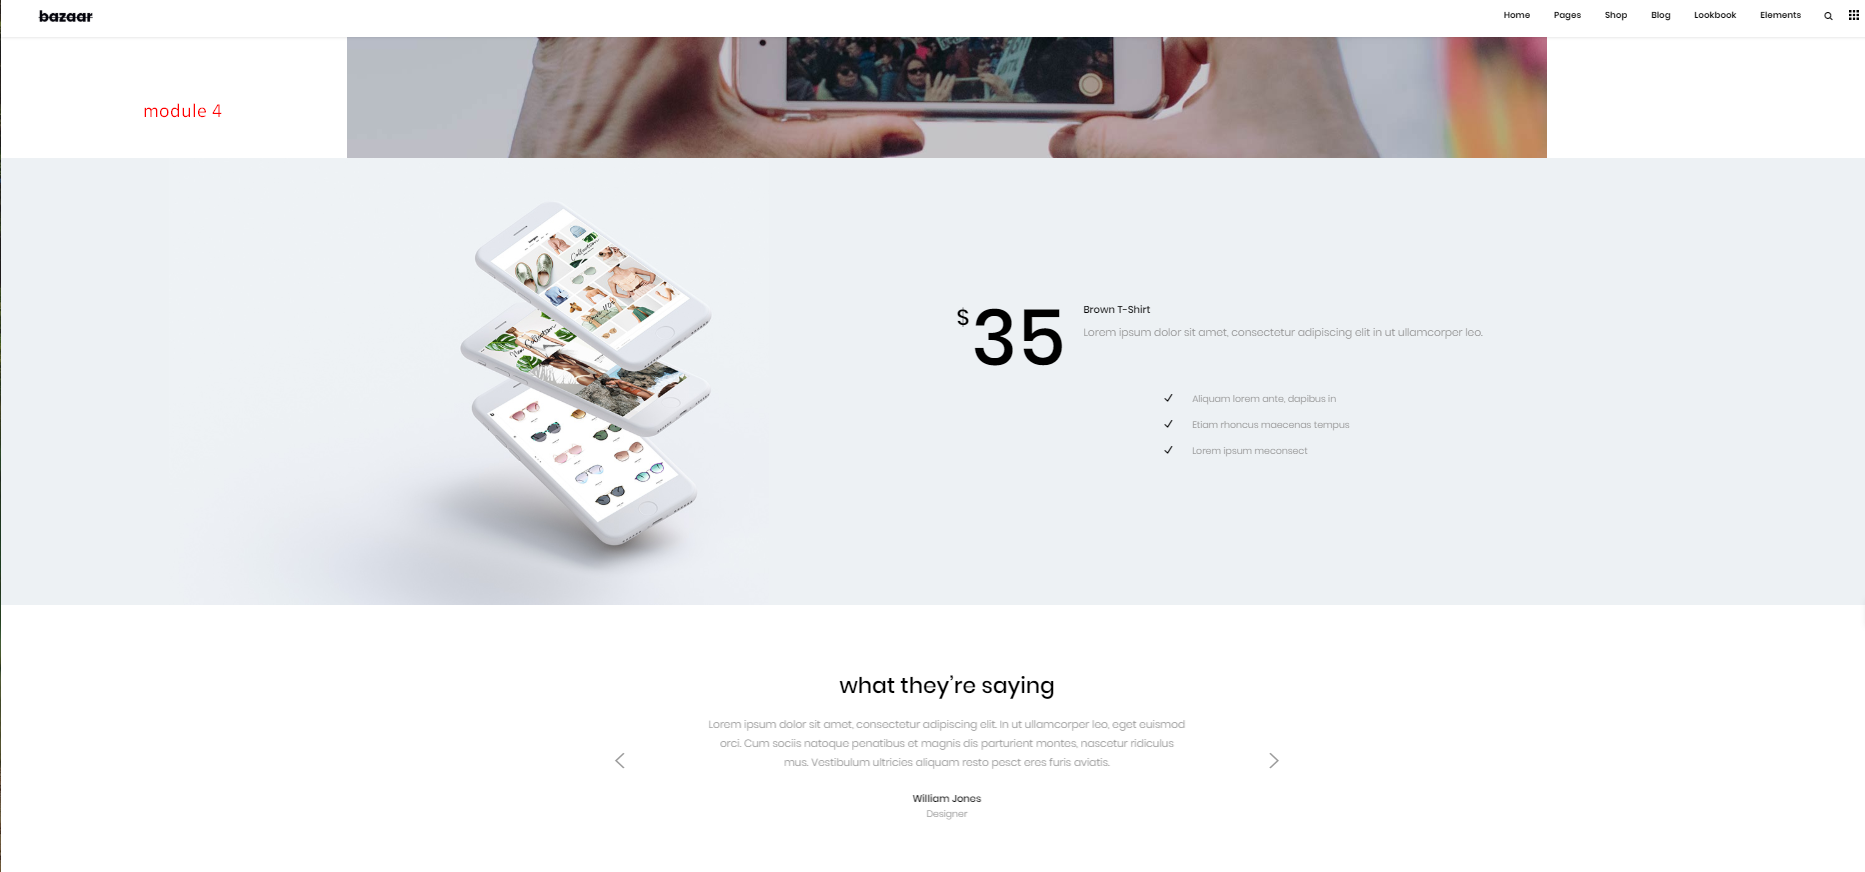 bazaar
Home Pages Shop Blog Lookbook Elements
module 4
$35
Brown T-Shirt
Lorem ipsum dolor sit amet, consectetur adipiscing elit in ut ullamcorper leo.
Aliquam lorem ante, dapibus in
Etiam rhoncus maecenas tempus
Lorem ipsum meconsect
what they're saying
Lorem ipsum dolor sit amet, consectetur adipiscing elit. In ut ullamcorper leo, eget euismod
orci. Cum sociis natoque penatibus et magnis dis parturient montes, nascetur ridiculus
mus. Vestibulum ultricies aliquam resto pesct eres furis aviatis.
William Jones
Designer